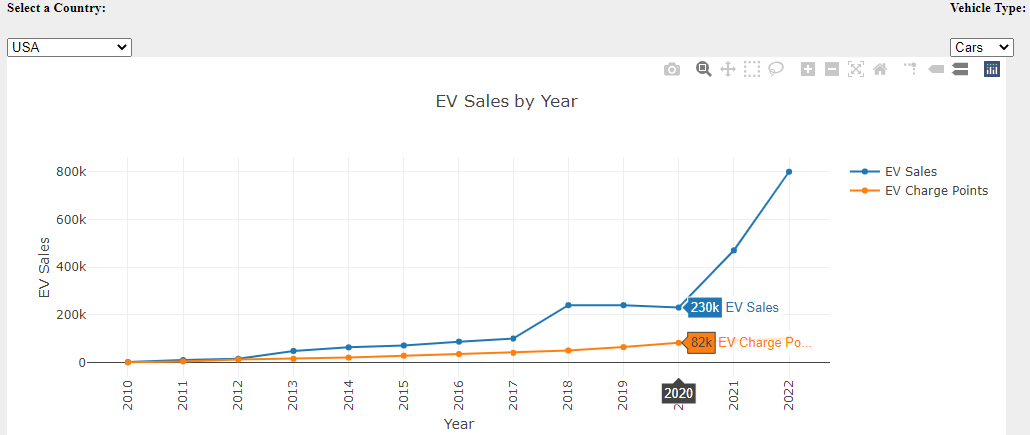 Select a Country:
Vehicle Type:
USA
Cars
EV Sales by Year
800k
600k
400k
200k
0
EV Sales
EV Sales
EV Charge Points
230k EV Sales
82k EV Charge Po...
2010
2011
2012
2013
2014
2015
2016
2017
2018
2019
2020
2021
2022
Year